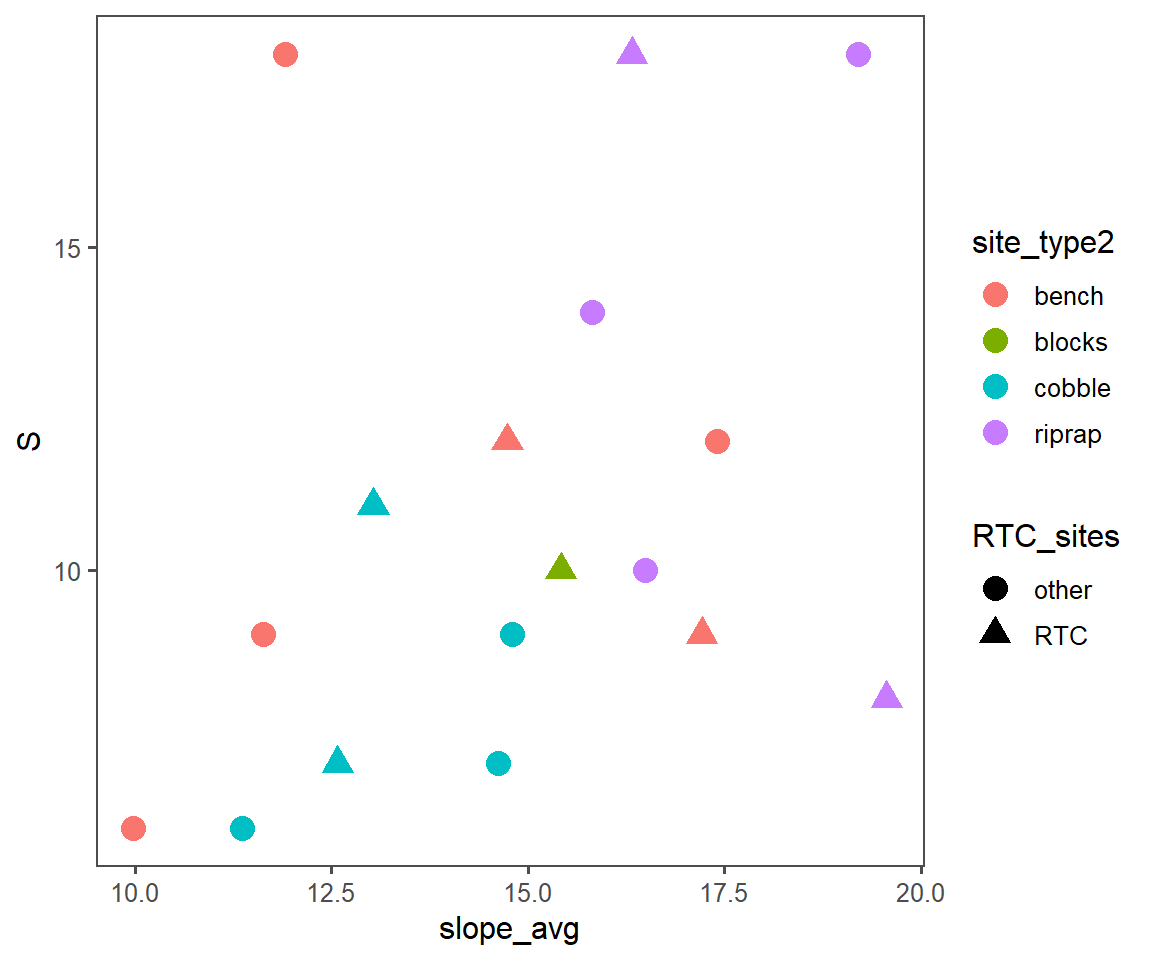 S
15
10
10.0 12.5 15.0 17.5 20.0
slope_avg
site_type2
bench
blocks
cobble
riprap
RTC_sites
other
RTC